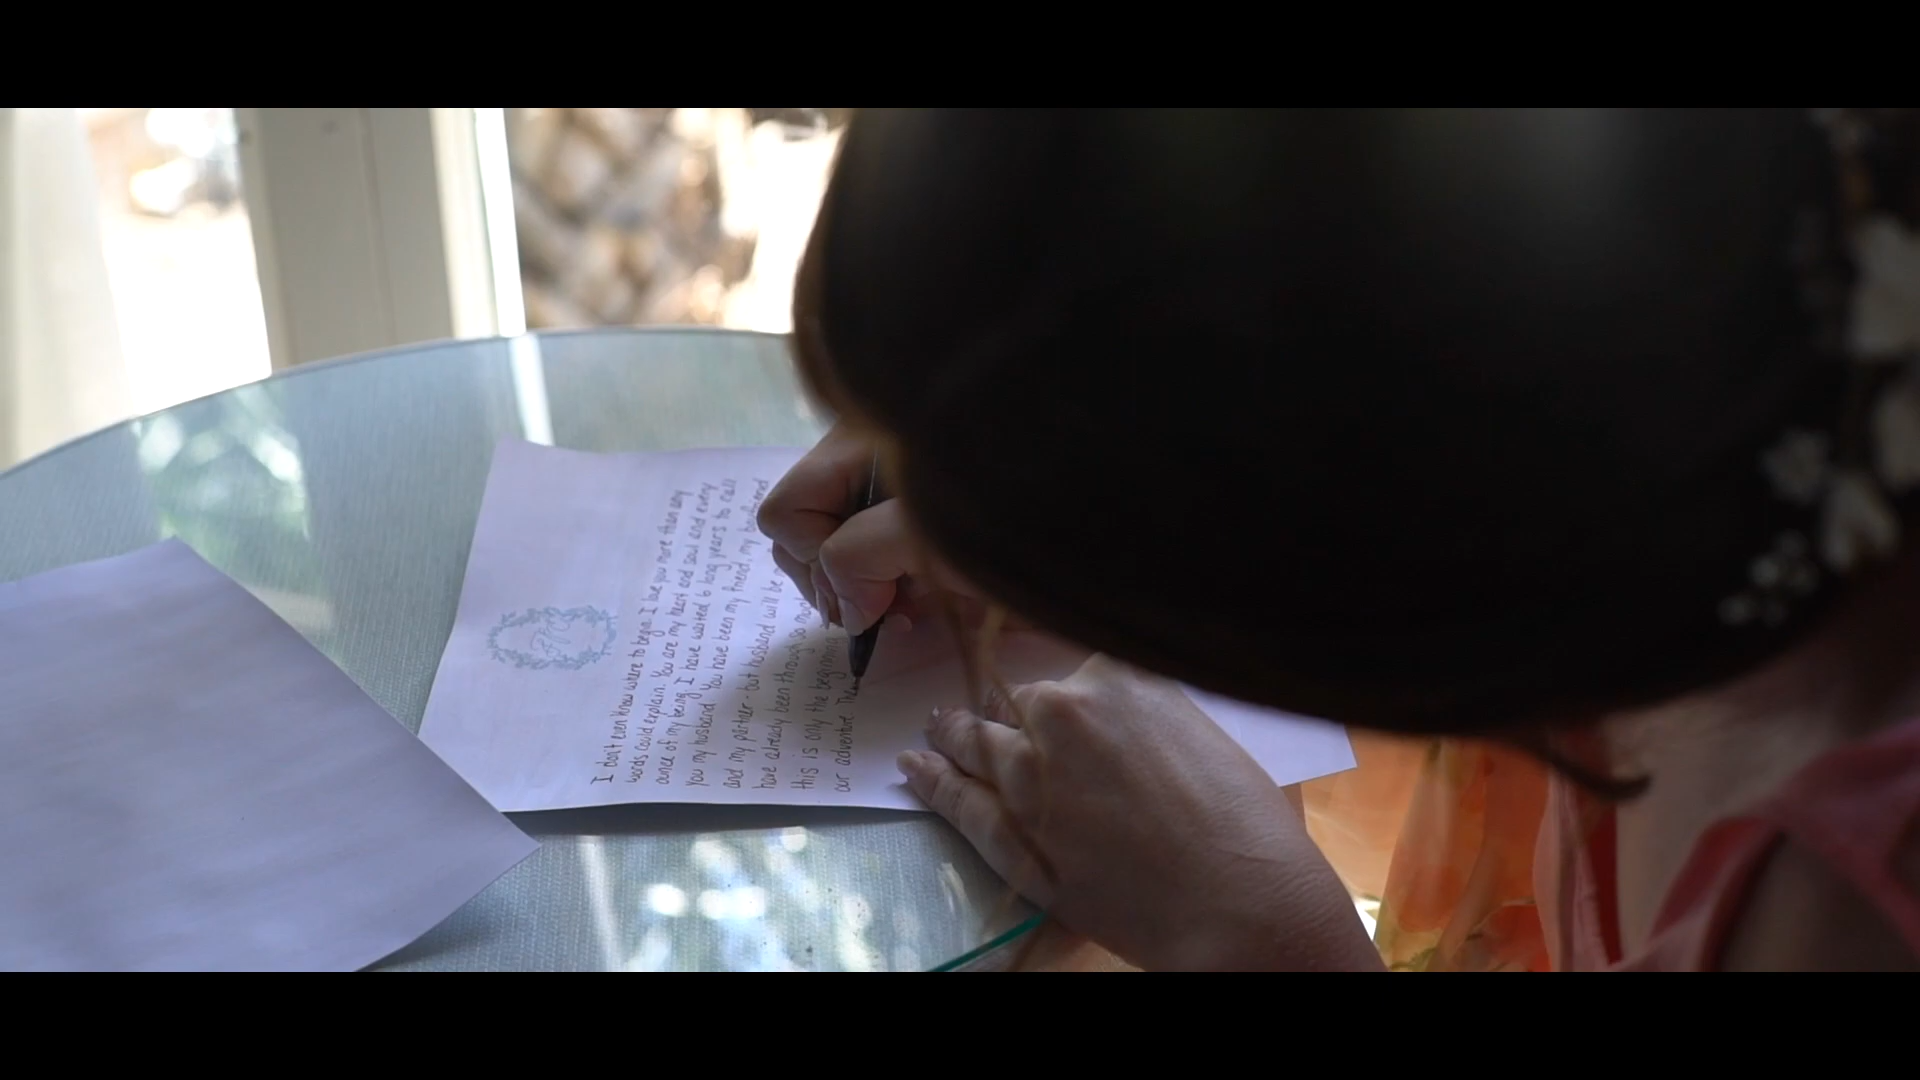 I don't even know where to begin. I love you more than any
words could explain. You are my heart and soul and every
ounce of my being. I have waited 6 long years to call
you my husband. You have been my friend, my boyfriend
and my partner - but husband will be
have already been through so
this is only the beginning
our adventure. The